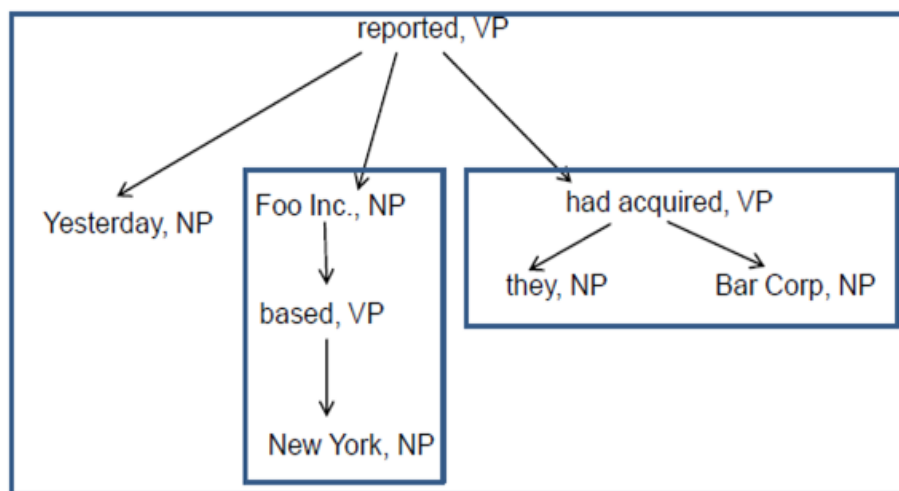 reported, VP
Yesterday, NP
Foo Inc., NP
had acquired, VP
they, NP
Bar Corp, NP
based, VP
New York, NP